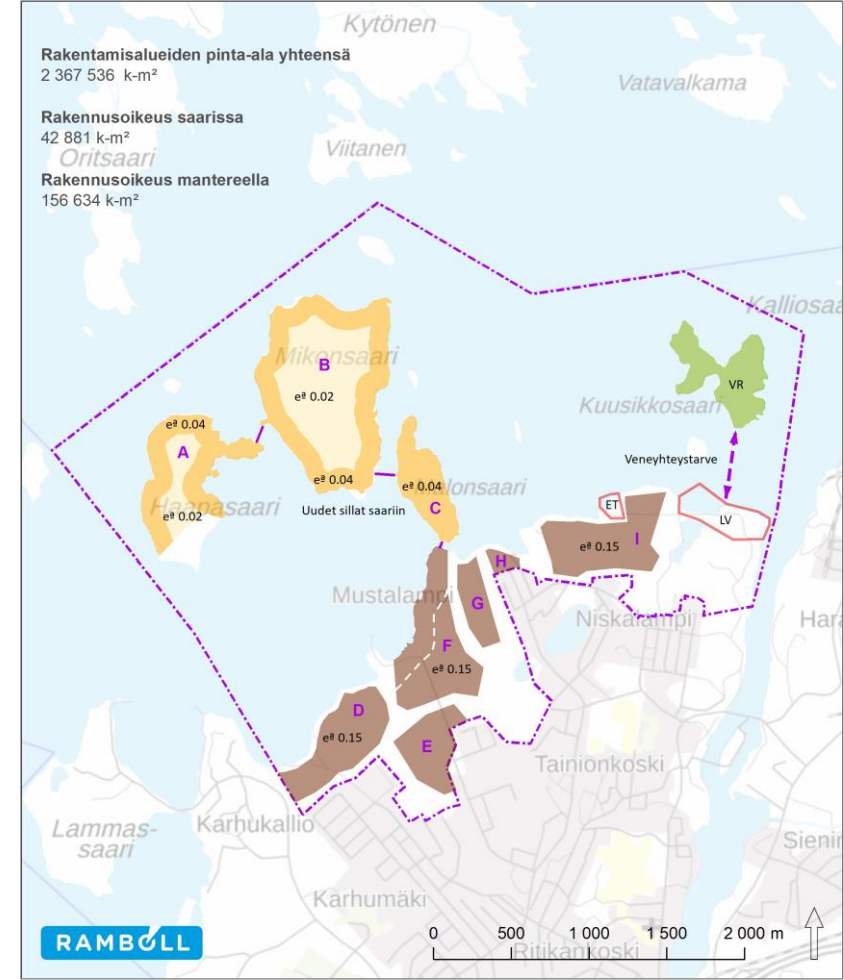 Kytönen
Rakentamisalueiden pinta-ala yhteensä
2 367 536 k-m²
Vatavalkama
Rakennusoikeus saarissa
42 881 k-m²
Oritsaari
Viitanen
Rakennusoikeus mantereella
156 634 k-m²
Kalliosaa
Mikonsaari
B
eª 0.02
VR
Kuusikkosaari
eª 0.04
A
Veneyhteystarve
eª 0.04
eª 0.04
Malonsaari
Haapasaari
eª 0.02
Uudet sillat saariin
C
ET
LV
I
eª 0.15
H
Mustalampi
G
Niskalampi
Hara
F
eª 0.15
D
eª 0.15
E
Tainionkoski
Lammas-
saari
Karhukallio
Sienir
Karhumäki
RAMBOLL
0 500 1 000 1 500 2 000 m
Ritikankoski